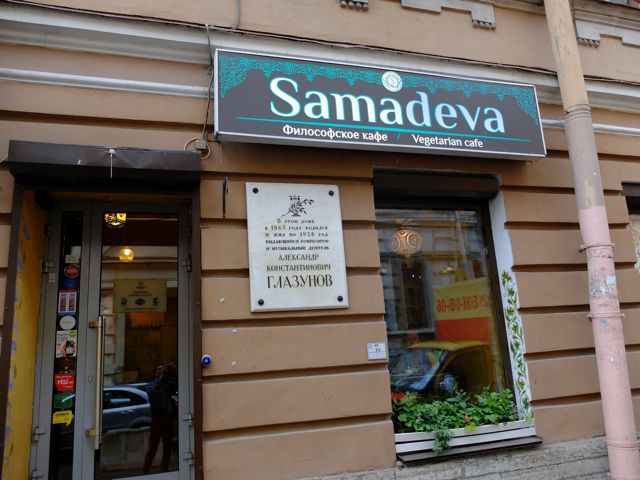 Samadeva
Философское кафе / Vegetarian cafe
В этом доме
в 1865 году родился
и жил по 1928 год
выдающийся композитор
и музыкальный деятель
АЛЕКСАНДР
КОНСТАНТИНОВИЧ
ГЛАЗУНОВ